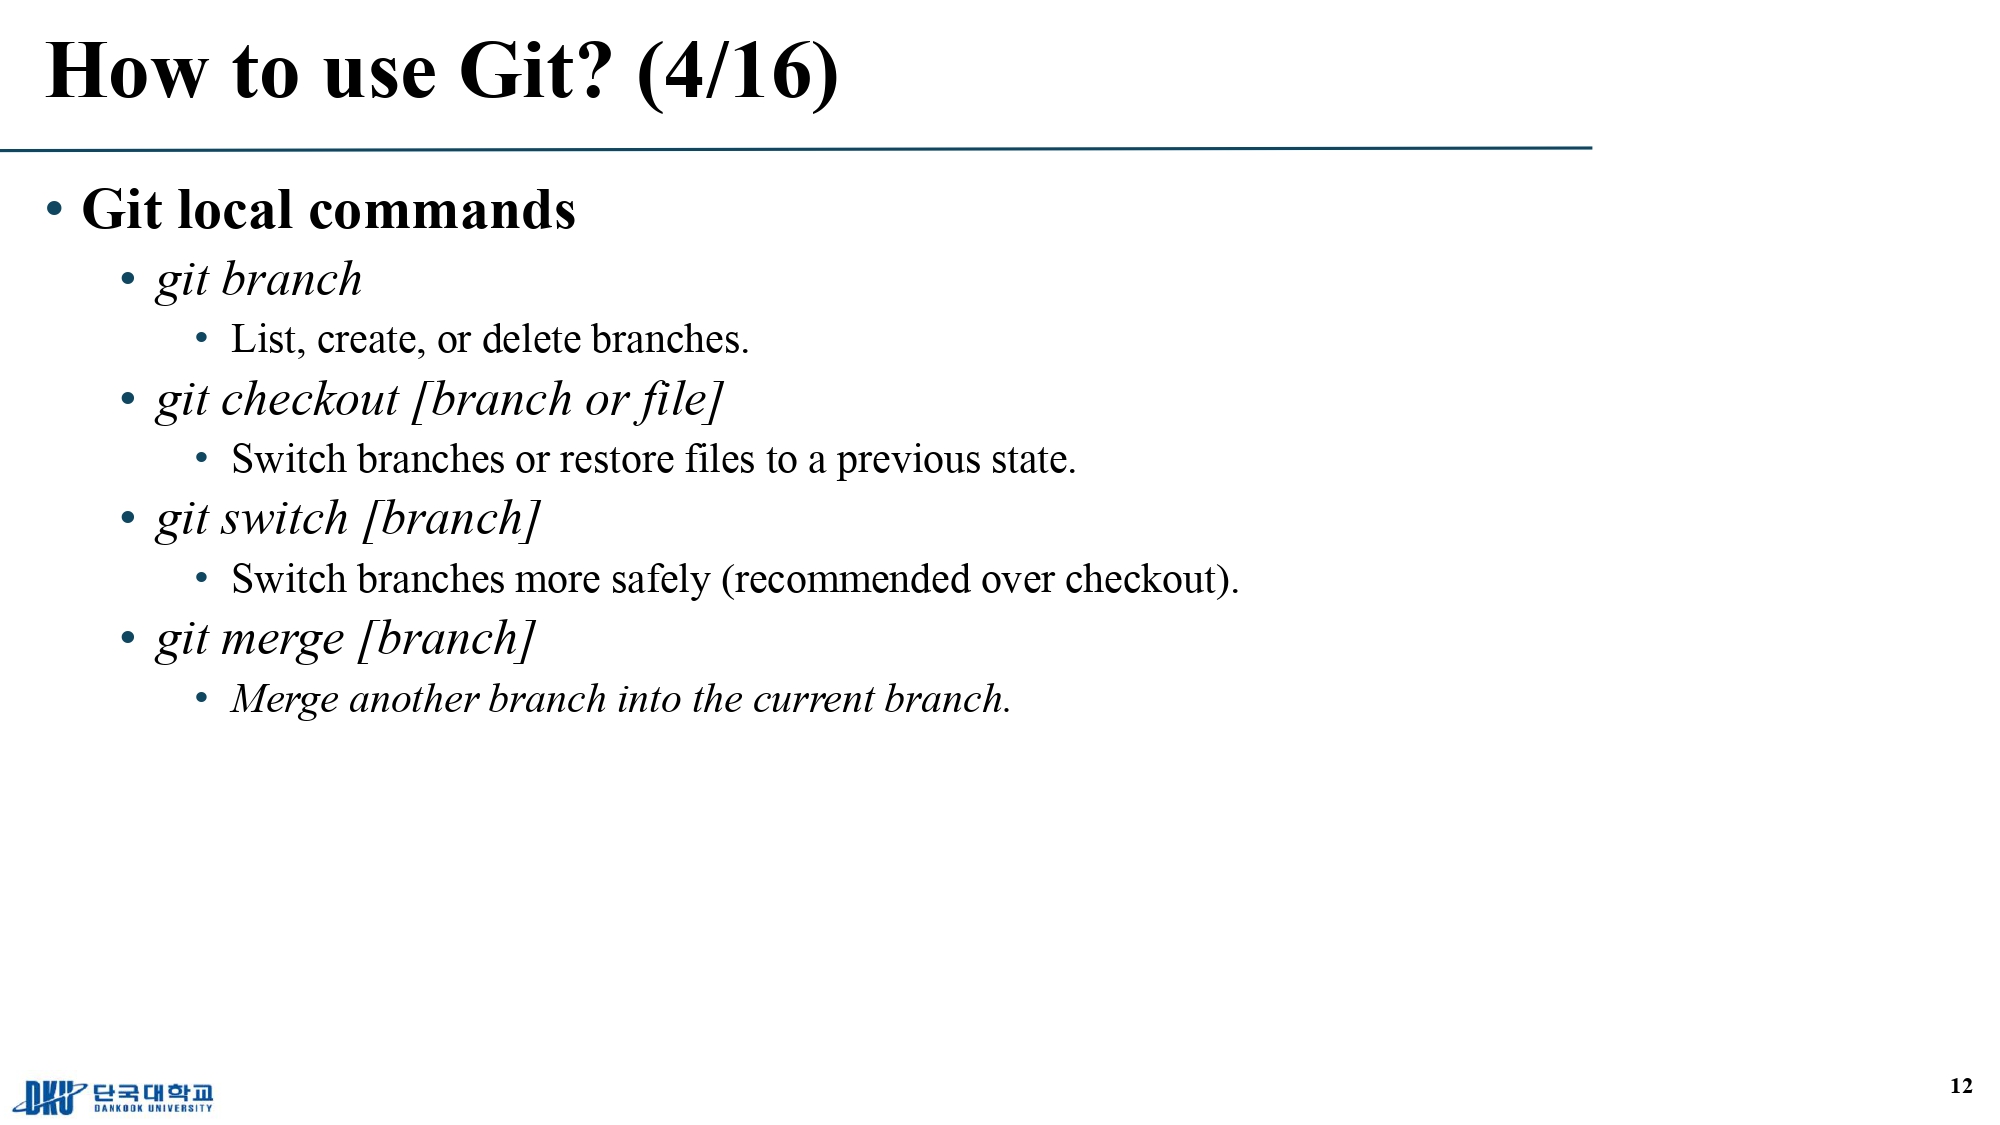 How to use Git? (4/16)
• Git local commands
• git branch
• List, create, or delete branches.
• git checkout [branch or file]
• Switch branches or restore files to a previous state.
• git switch [branch]
• Switch branches more safely (recommended over checkout).
• git merge [branch]
• Merge another branch into the current branch.
DKU 단국대학교
DANKOOK UNIVERSITY
12